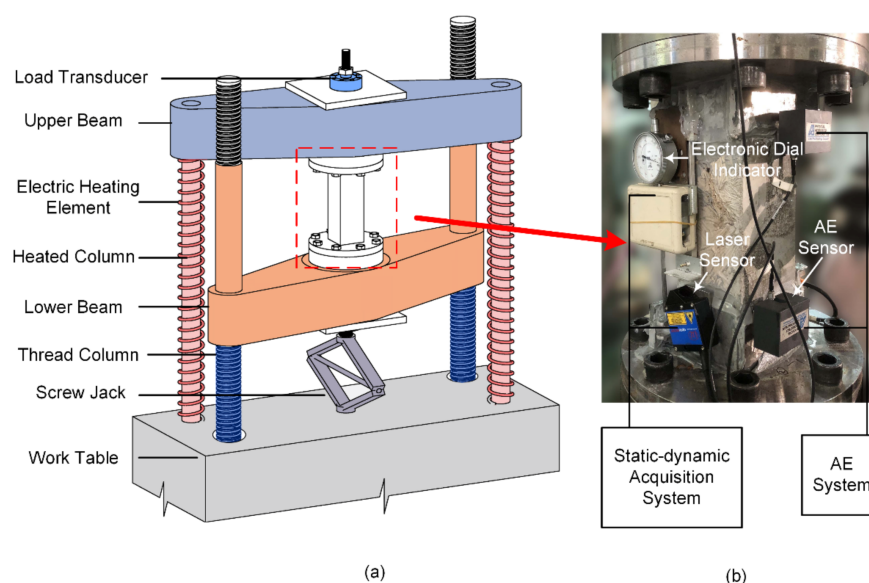 Load Transducer
Upper Beam
Electric Heating
Element
Heated Column
Lower Beam
Thread Column
Screw Jack
Work Table
(a)
Electronic Dial
Indicator
Laser
Sensor
AE
Sensor
Static-dynamic
Acquisition
System
AE
System
(b)